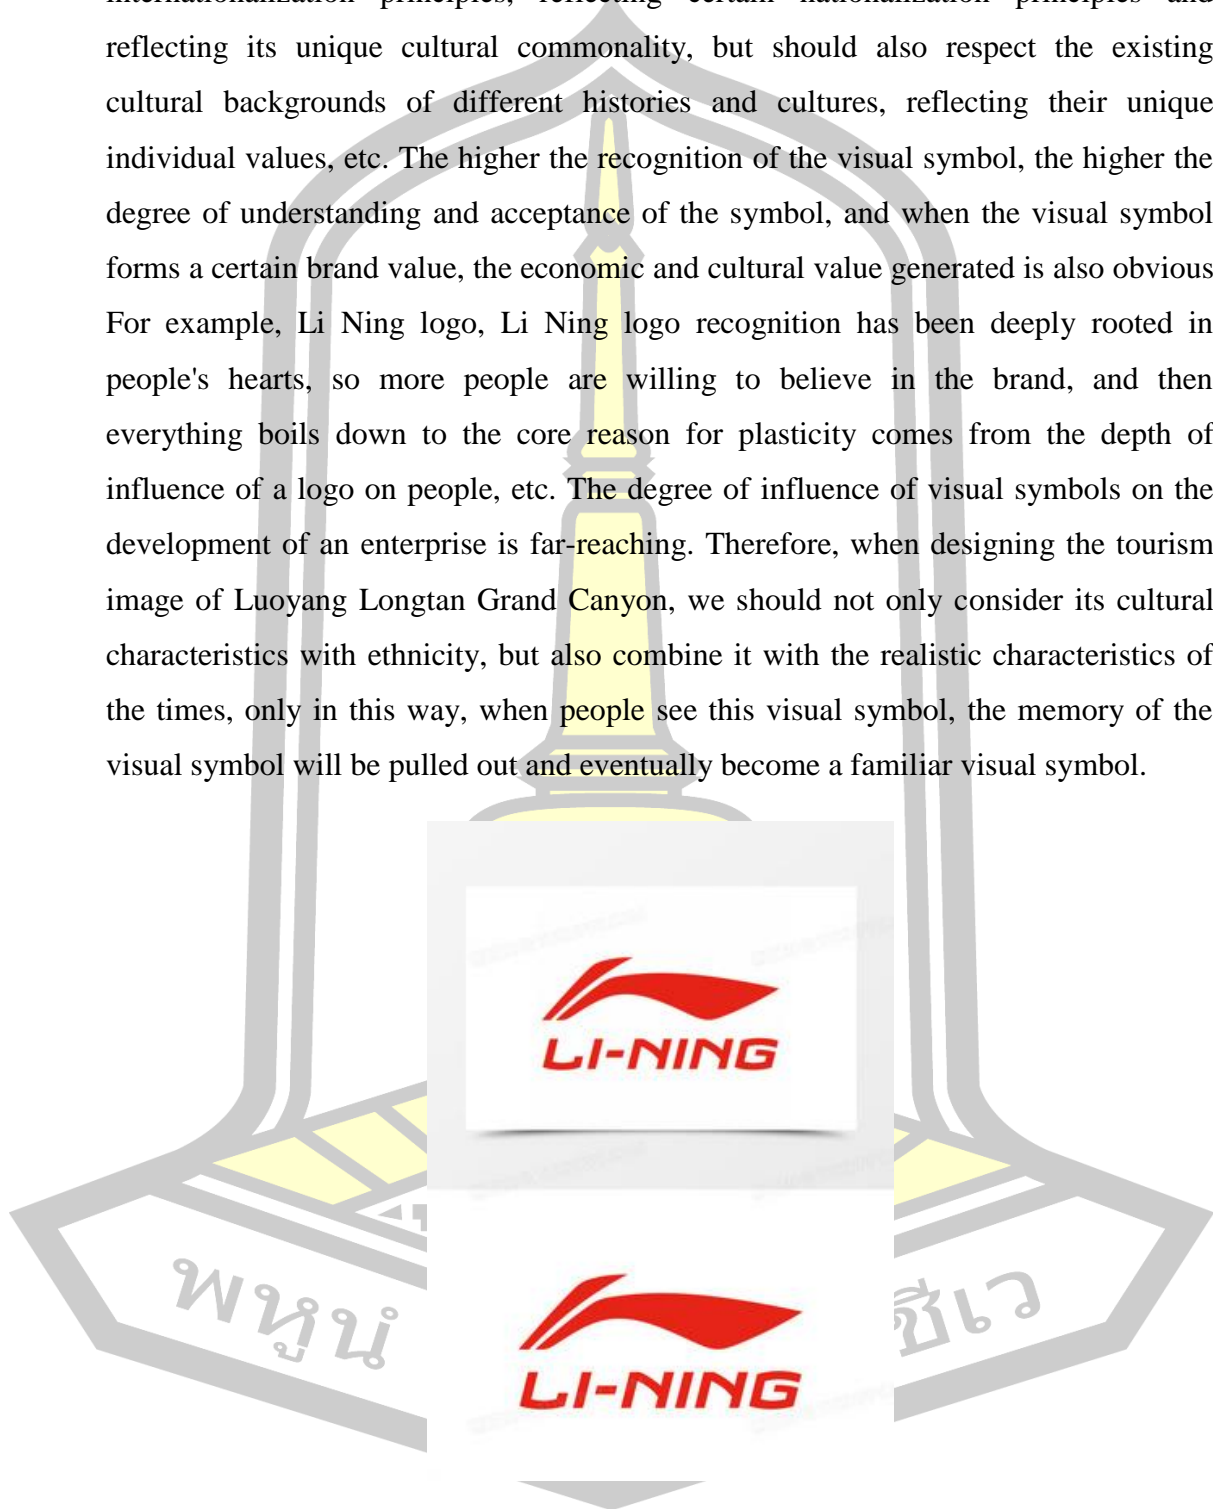 internationalization principles, reflecting certain nationalization principles and
reflecting its unique cultural commonality, but should also respect the existing
cultural backgrounds of different histories and cultures, reflecting their unique
individual values, etc. The higher the recognition of the visual symbol, the higher the
degree of understanding and acceptance of the symbol, and when the visual symbol
forms a certain brand value, the economic and cultural value generated is also obvious
For example, Li Ning logo, Li Ning logo recognition has been deeply rooted in
people's hearts, so more people are willing to believe in the brand, and then
everything boils down to the core reason for plasticity comes from the depth of
influence of a logo on people, etc. The degree of influence of visual symbols on the
development of an enterprise is far-reaching. Therefore, when designing the tourism
image of Luoyang Longtan Grand Canyon, we should not only consider its cultural
characteristics with ethnicity, but also combine it with the realistic characteristics of
the times, only in this way, when people see this visual symbol, the memory of the
visual symbol will be pulled out and eventually become a familiar visual symbol.
LI-NING
พหูนํ ชีเว
LI-NING